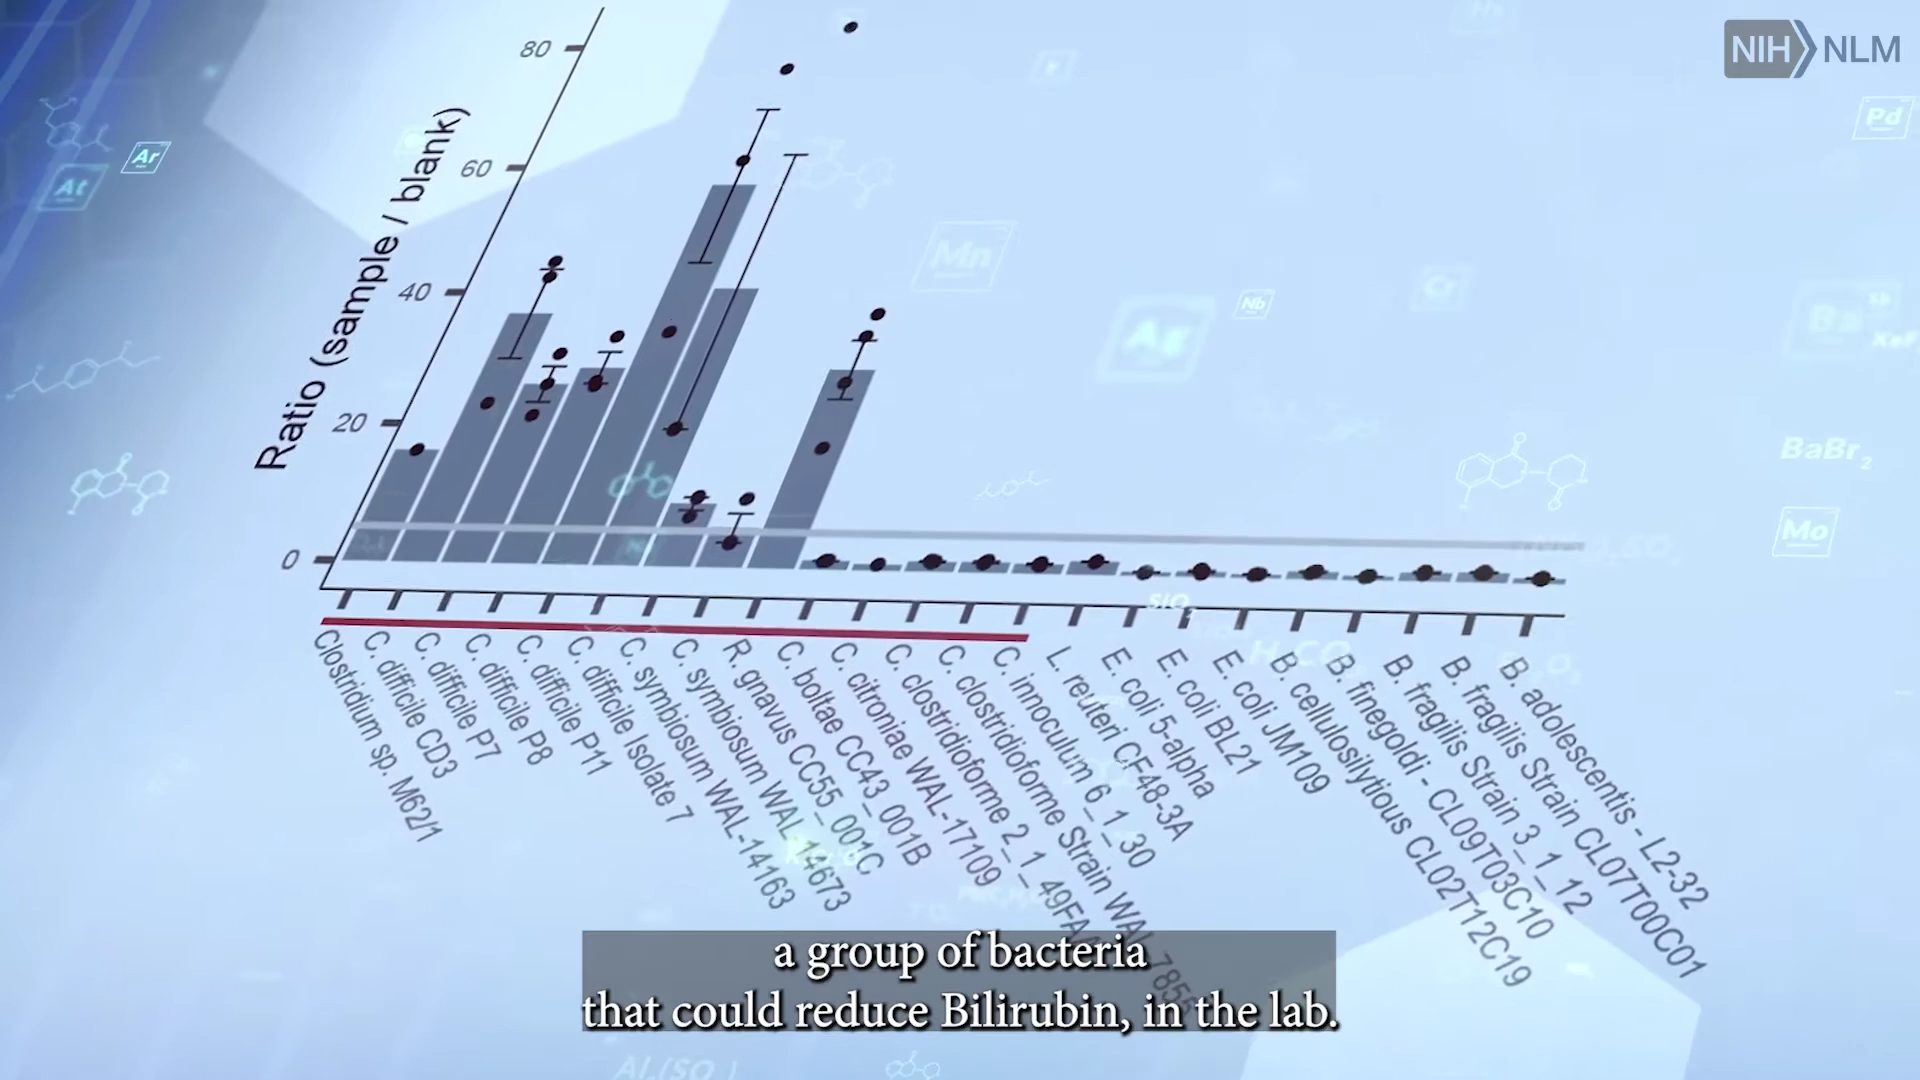 NIH NLM
Ratio (sample / blank)
80
60
40
20
0
Clostridium sp. M62/1
C. difficile CD3
C. difficile P7
C. difficile P8
C. difficile P11
C. difficile Isolate 7
C. symbiosum WAL-14163
C. symbiosum WAL-14673
R. gnavus CC55_001C
C. boltae CC43_001B
C. citroniae WAL-17109
C. clostridioforme 2_1_49FAA
C. clostridioforme Strain WAL-7855
C. innoculum 6_1_30
L. reuteri CF48-3A
E. coli 5-alpha
E. coli BL21
E. coli JM109
B. cellulosilytious CL02T12C19
B. finegoldi - CL09T03C10
B. fragilis Strain 3_1_12
B. fragilis Strain CL07T00C01
B. adolescentis - L2-32
Ar
At
Mn
Ag
Nb
Cr
Pd
BaBr2
Mo
SiO2
H2CO3
a group of bacteria
that could reduce Bilirubin, in the lab.